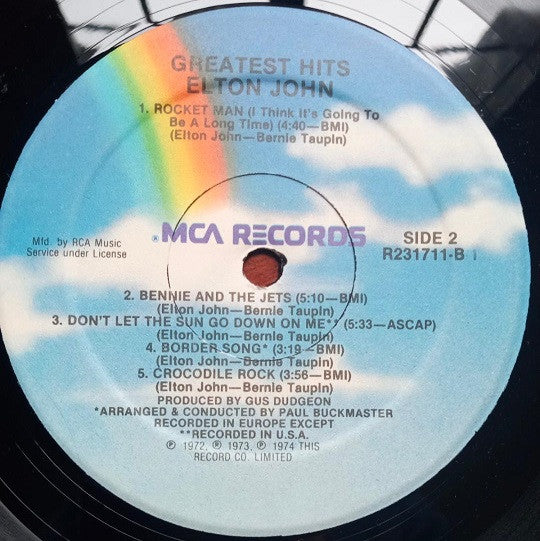 GREATEST HITS
ELTON JOHN
1. ROCKET MAN (I Think It's Going To
Be A Long Time) (4:40—BMI)
(Elton John—Bernie Taupin)
®MCA RECORDS
Mfd. by RCA Music
Service under License
SIDE 2
R231711-B 1
2. BENNIE AND THE JETS (5:10—BMI)
(Elton John—Bernie Taupin)
3. DON'T LET THE SUN GO DOWN ON ME** (5:33—ASCAP)
(Elton John—Bernie Taupin)
4. BORDER SONG* (3:19—BMI)
(Elton John—Bernie Taupin)
5. CROCODILE ROCK (3:56—BMI)
(Elton John—Bernie Taupin)
PRODUCED BY GUS DUDGEON
*ARRANGED & CONDUCTED BY PAUL BUCKMASTER
RECORDED IN EUROPE EXCEPT
**RECORDED IN U.S.A.
℗ 1972, ℗ 1973, ℗ 1974 THIS
RECORD CO. LIMITED